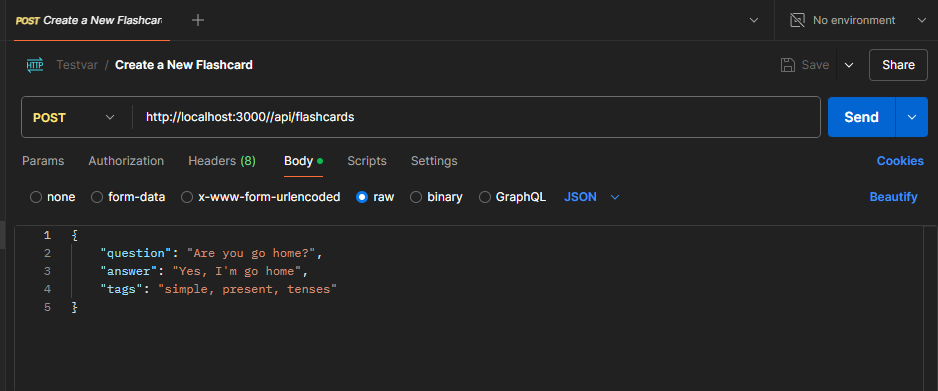 POST Create a New Flashcar
No environment
HTTP Testvar / Create a New Flashcard Save Share
POST http://localhost:3000//api/flashcards Send
Params Authorization Headers (8) Body Scripts Settings Cookies
none form-data x-www-form-urlencoded raw binary GraphQL JSON Beautify
1 {
2 "question": "Are you go home?",
3 "answer": "Yes, I'm go home",
4 "tags": "simple, present, tenses"
5 }